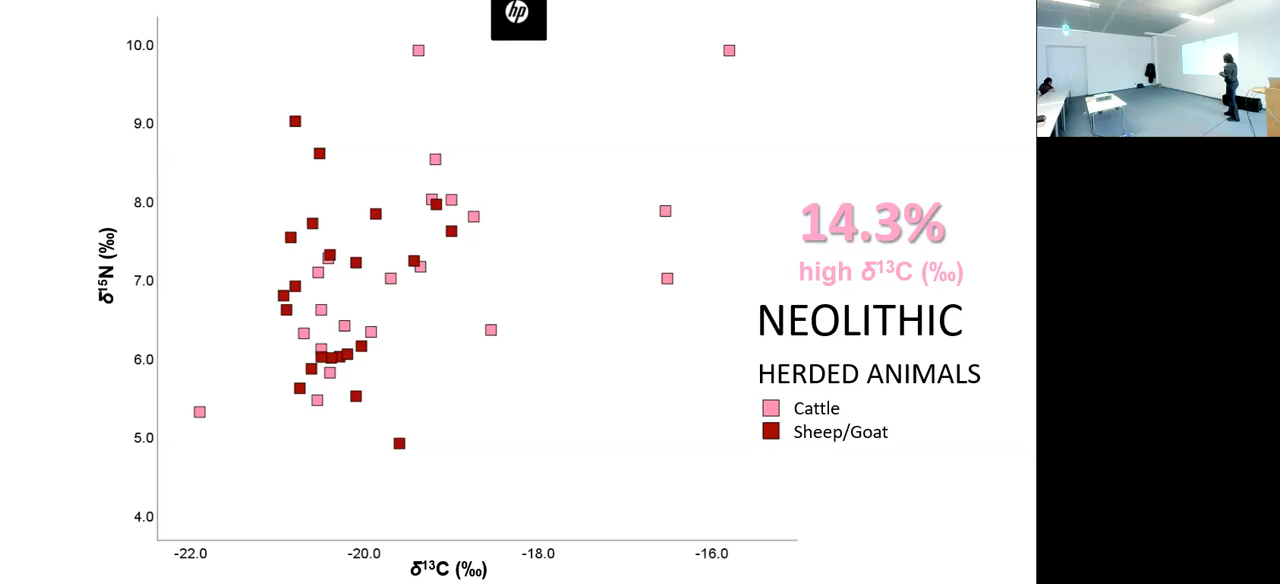 hp
10.0
9.0
8.0
7.0
6.0
5.0
4.0
δ¹⁵N (‰)
-22.0
-20.0
-18.0
-16.0
δ¹³C (‰)
14.3%
high δ¹³C (‰)
NEOLITHIC
HERDED ANIMALS
Cattle
Sheep/Goat